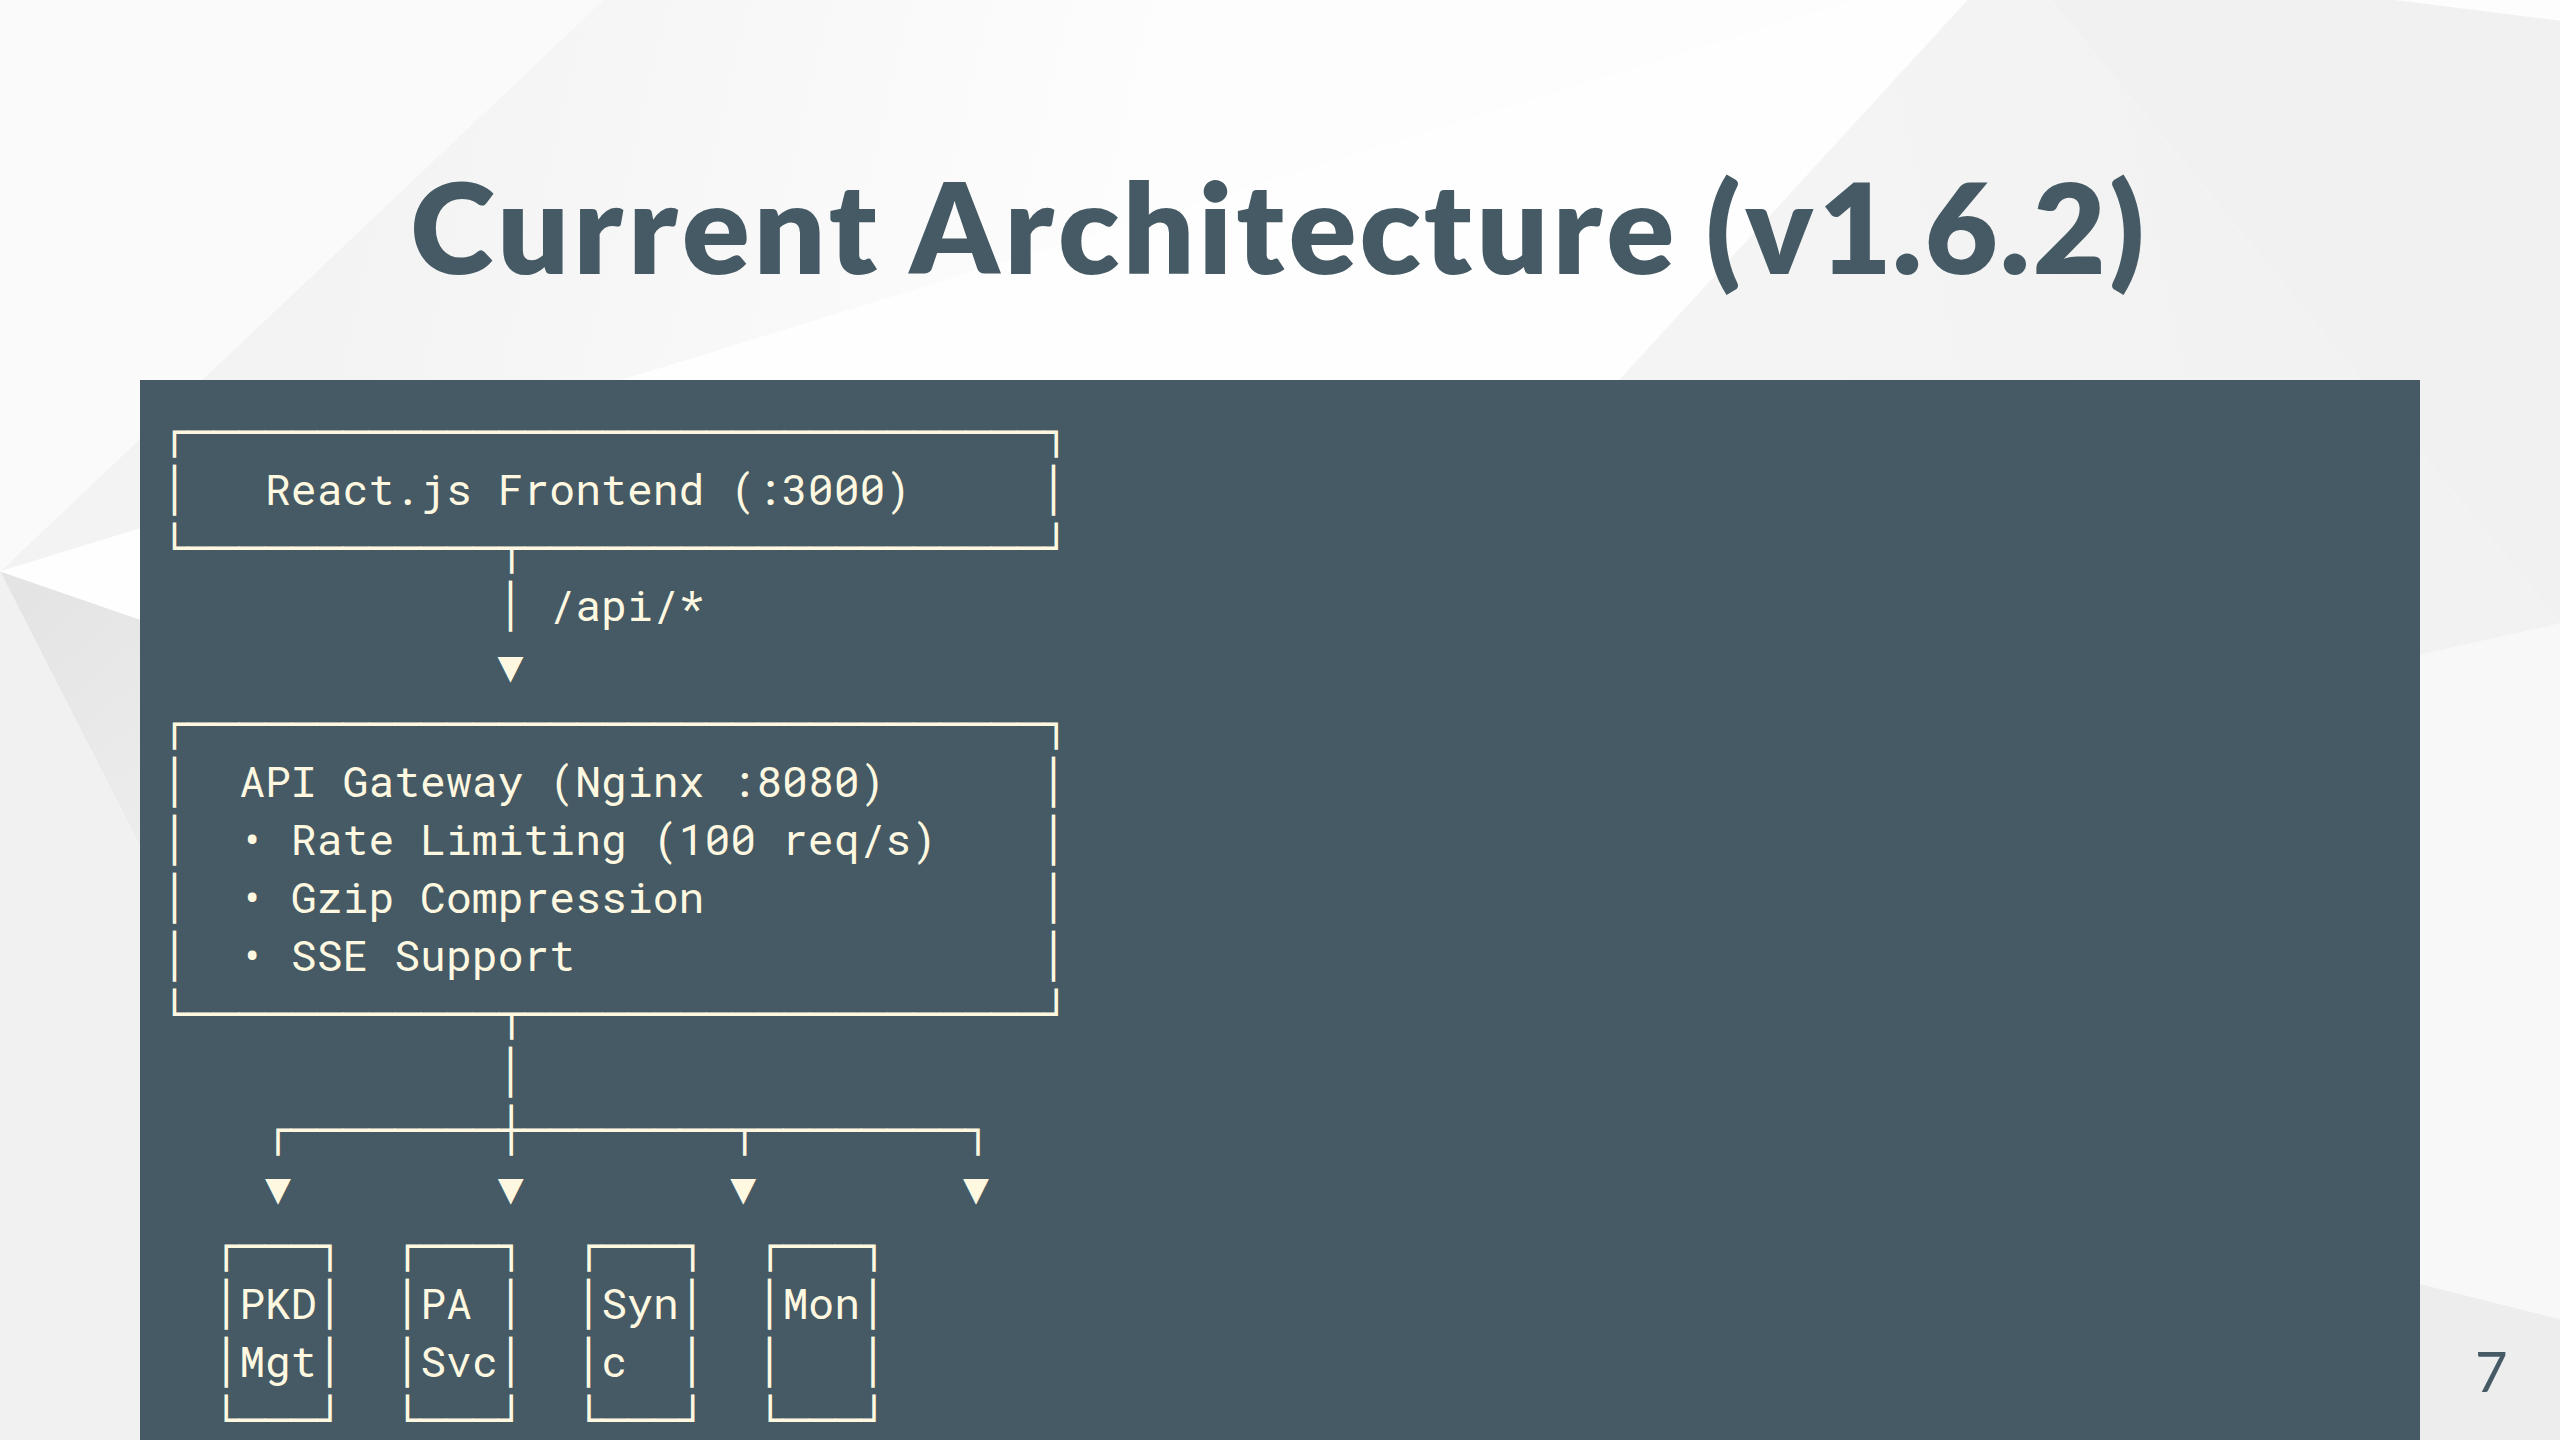 Current Architecture (v1.6.2)
React.js Frontend (:3000)
/api/*
API Gateway (Nginx :8080)
• Rate Limiting (100 req/s)
• Gzip Compression
• SSE Support
PKD PA Syn Mon
Mgt Svc c
7